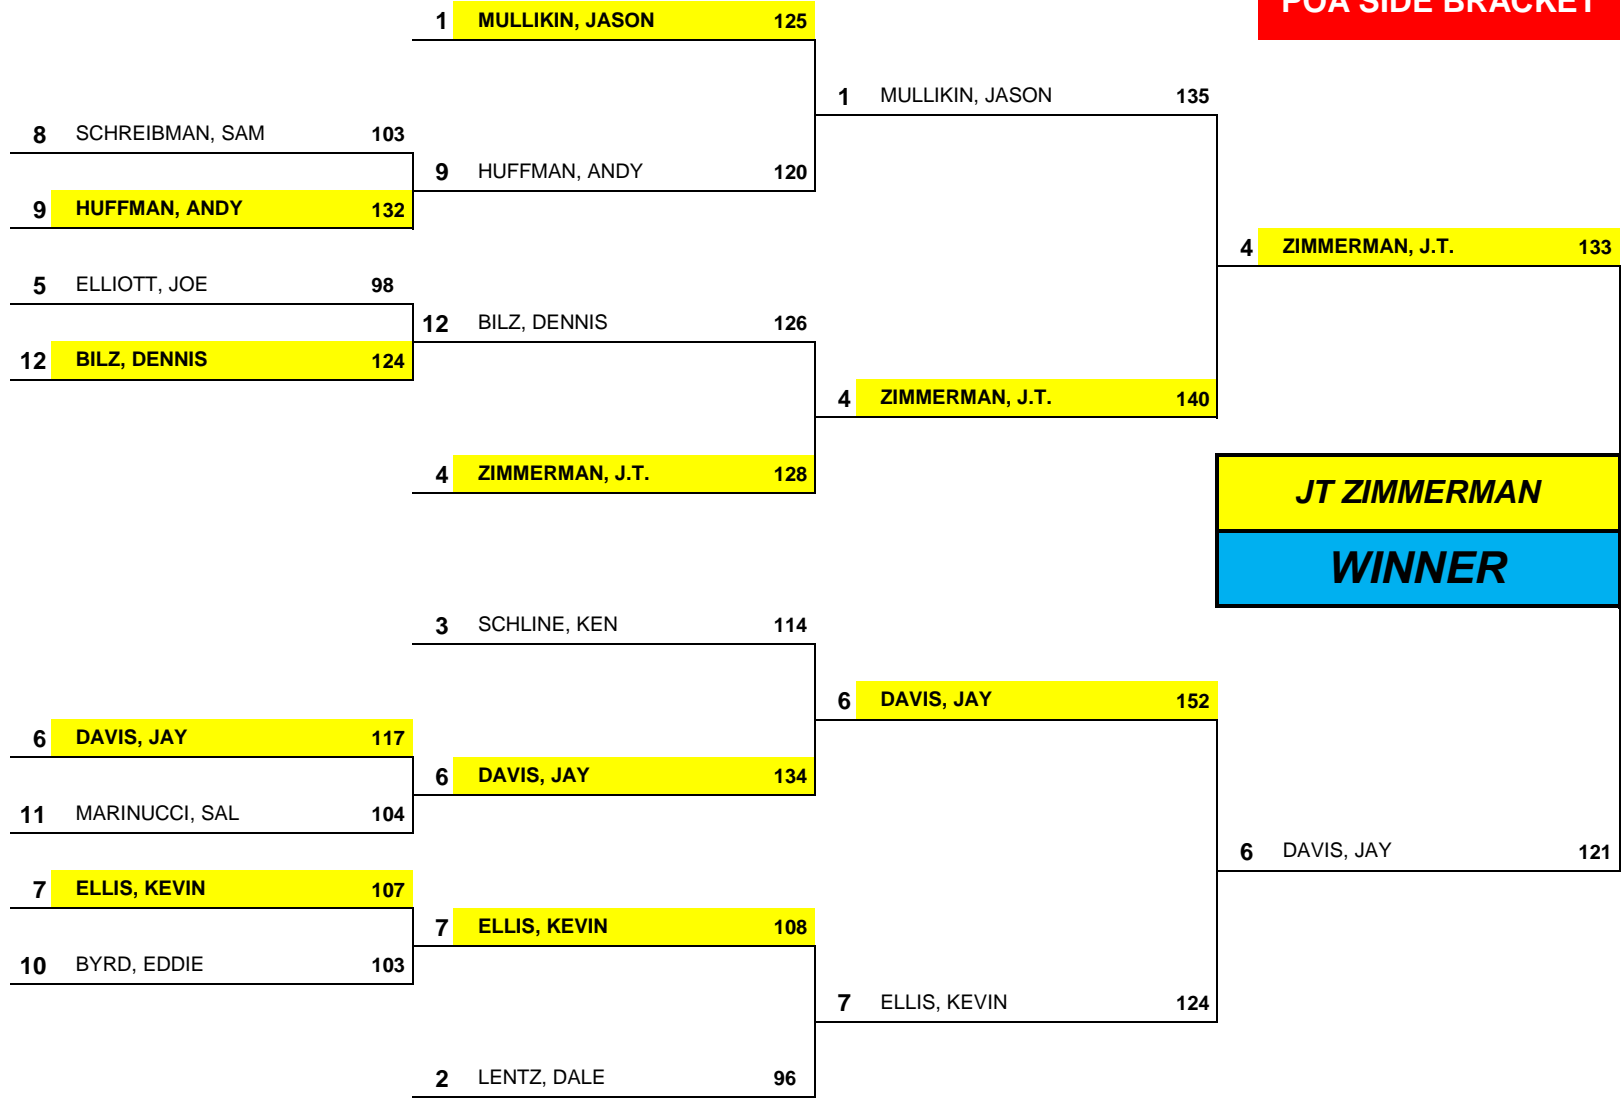 POA SIDE BRACKET
1 MULLIKIN, JASON 125
1 MULLIKIN, JASON 135
8 SCHREIBMAN, SAM 103
9 HUFFMAN, ANDY 120
9 HUFFMAN, ANDY 132
4 ZIMMERMAN, J.T. 133
5 ELLIOTT, JOE 98
12 BILZ, DENNIS 126
12 BILZ, DENNIS 124
4 ZIMMERMAN, J.T. 140
4 ZIMMERMAN, J.T. 128
JT ZIMMERMAN
WINNER
3 SCHLINE, KEN 114
6 DAVIS, JAY 152
6 DAVIS, JAY 117
6 DAVIS, JAY 134
11 MARINUCCI, SAL 104
6 DAVIS, JAY 121
7 ELLIS, KEVIN 107
7 ELLIS, KEVIN 108
10 BYRD, EDDIE 103
7 ELLIS, KEVIN 124
2 LENTZ, DALE 96